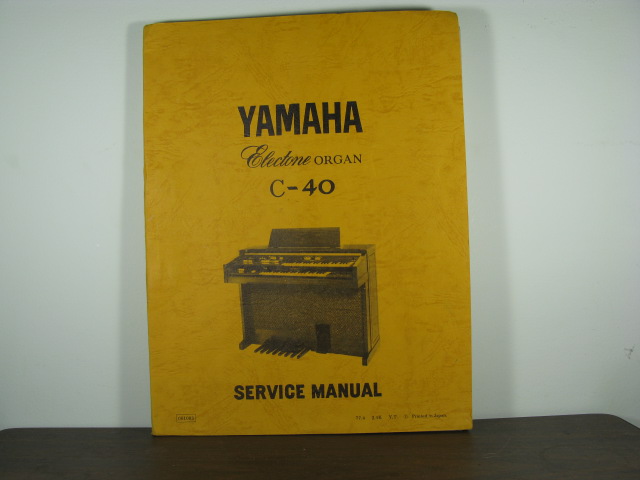 YAMAHA
Electone ORGAN
C-40
SERVICE MANUAL
Printed in Japan